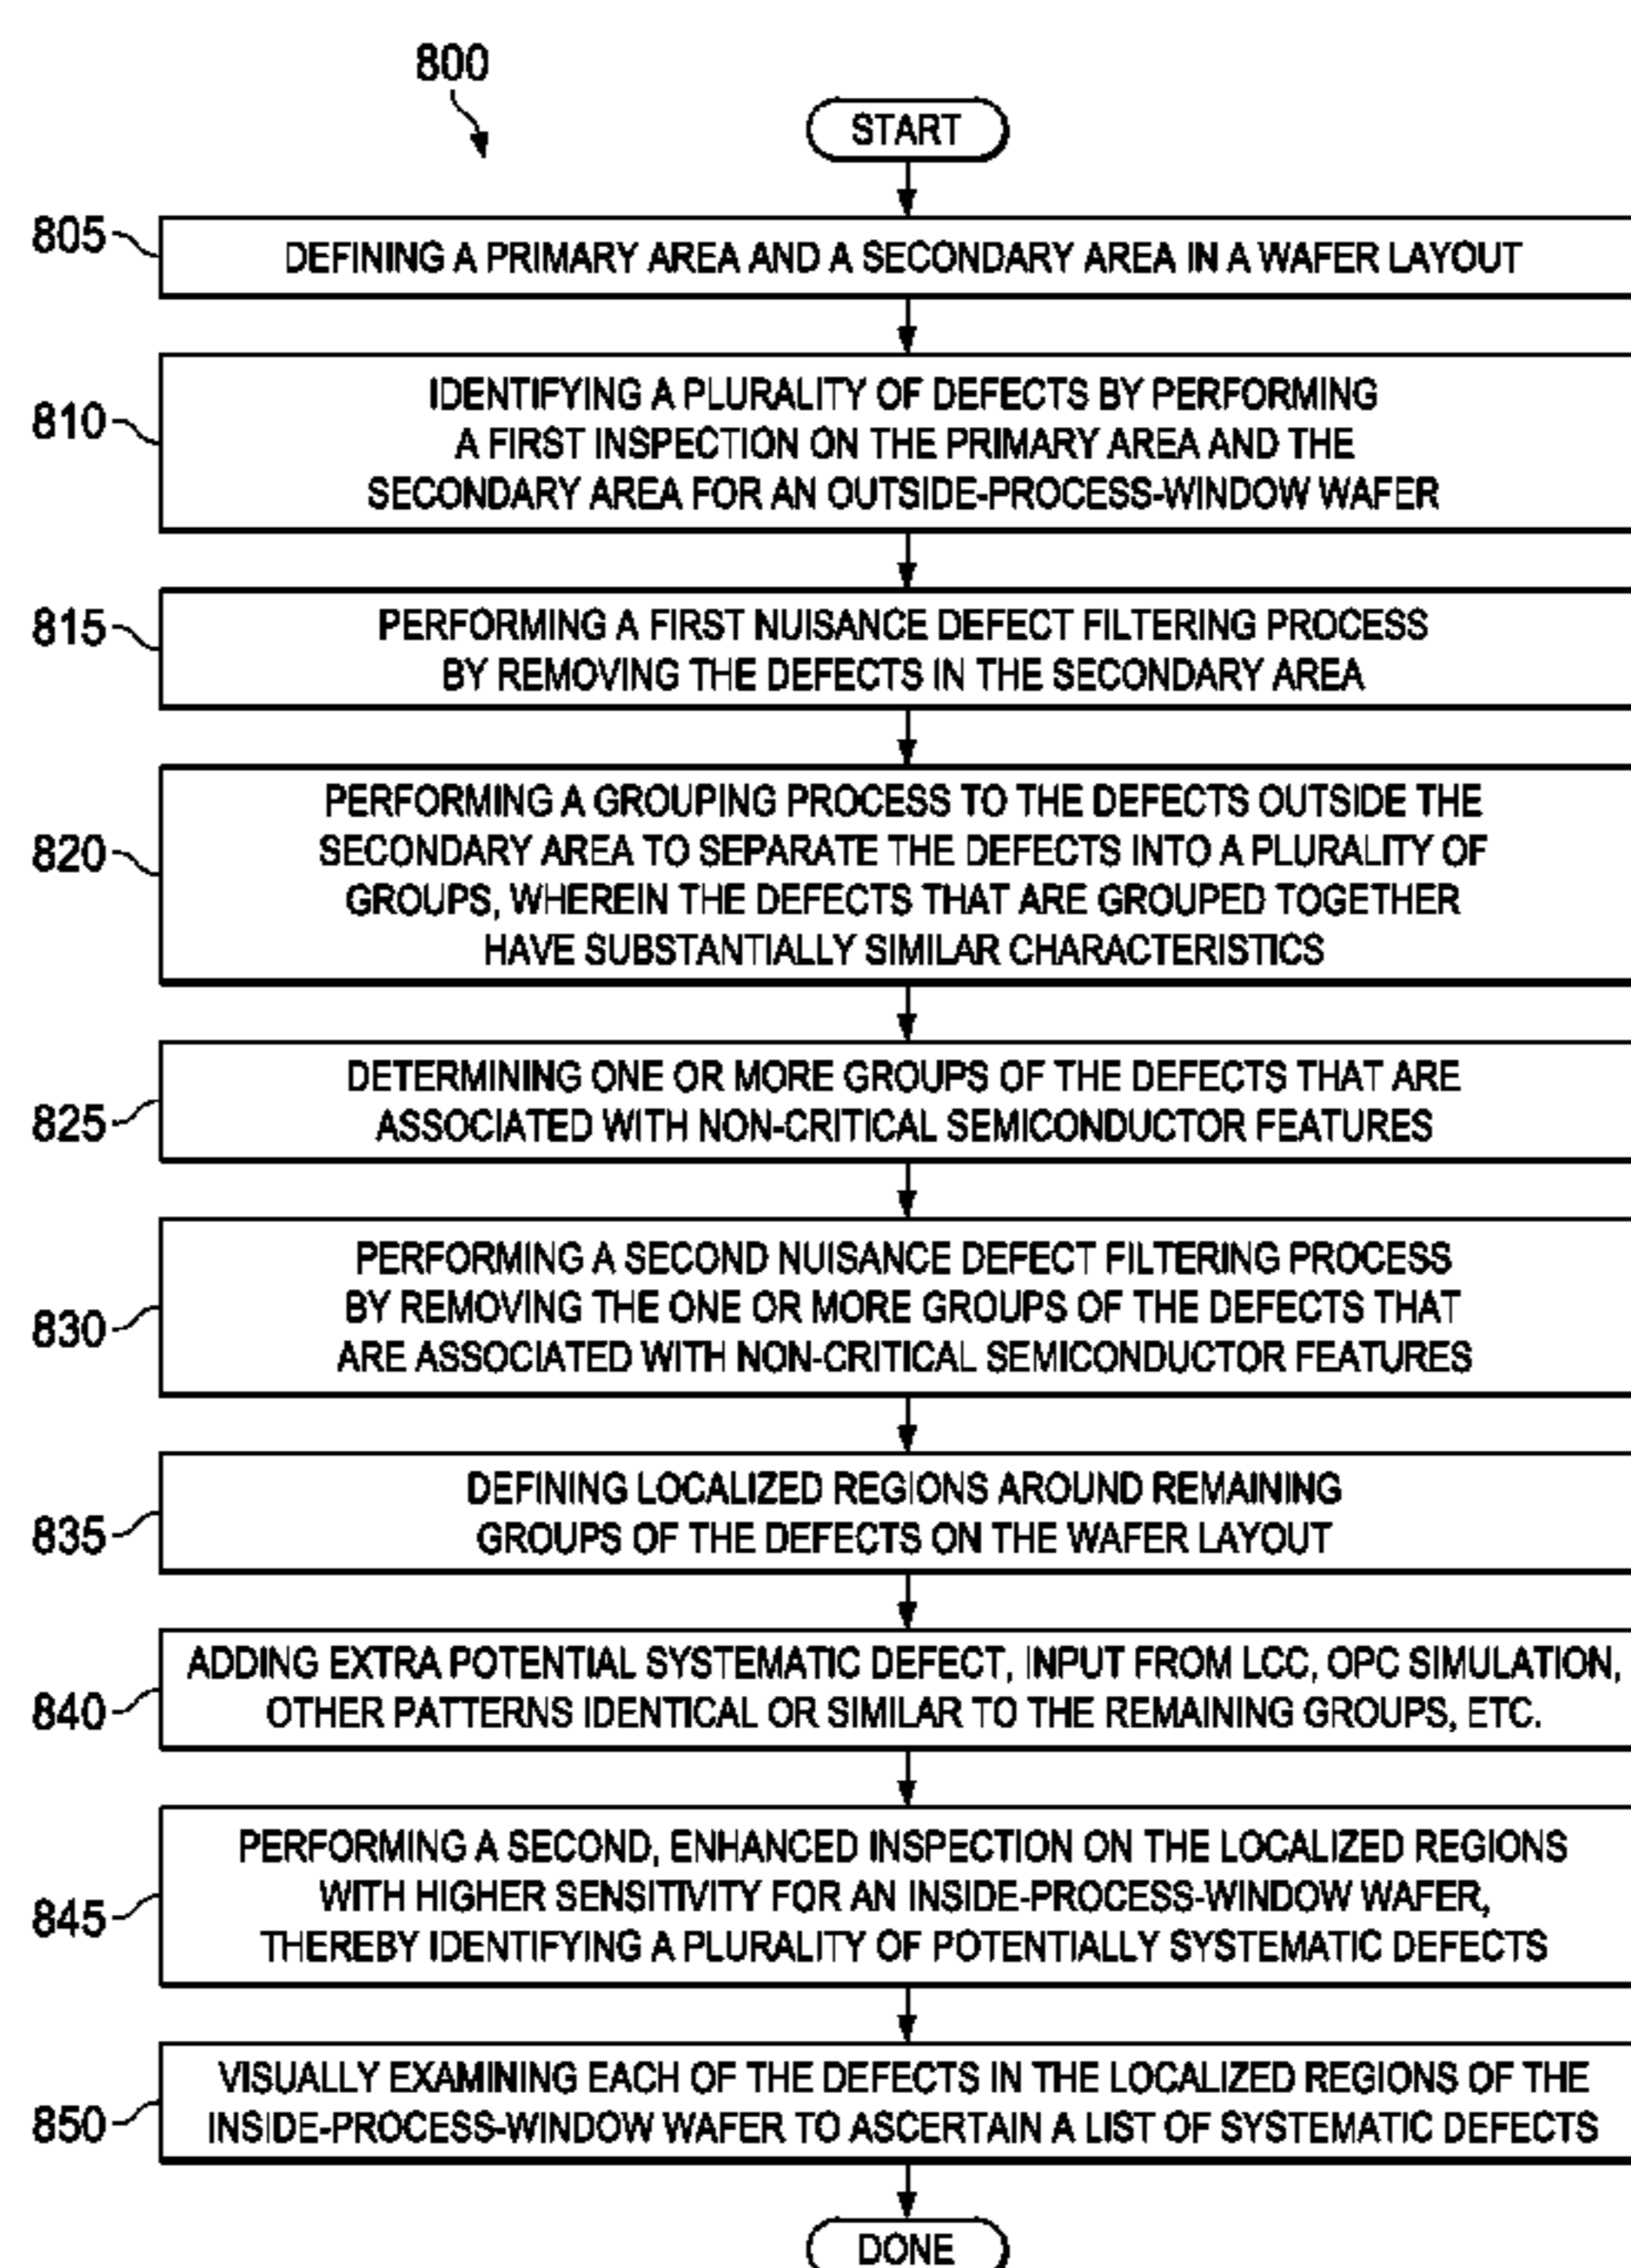 800
START
805
DEFINING A PRIMARY AREA AND A SECONDARY AREA IN A WAFER LAYOUT
810
IDENTIFYING A PLURALITY OF DEFECTS BY PERFORMING
A FIRST INSPECTION ON THE PRIMARY AREA AND THE
SECONDARY AREA FOR AN OUTSIDE-PROCESS-WINDOW WAFER
815
PERFORMING A FIRST NUISANCE DEFECT FILTERING PROCESS
BY REMOVING THE DEFECTS IN THE SECONDARY AREA
820
PERFORMING A GROUPING PROCESS TO THE DEFECTS OUTSIDE THE
SECONDARY AREA TO SEPARATE THE DEFECTS INTO A PLURALITY OF
GROUPS, WHEREIN THE DEFECTS THAT ARE GROUPED TOGETHER
HAVE SUBSTANTIALLY SIMILAR CHARACTERISTICS
825
DETERMINING ONE OR MORE GROUPS OF THE DEFECTS THAT ARE
ASSOCIATED WITH NON-CRITICAL SEMICONDUCTOR FEATURES
830
PERFORMING A SECOND NUISANCE DEFECT FILTERING PROCESS
BY REMOVING THE ONE OR MORE GROUPS OF THE DEFECTS THAT
ARE ASSOCIATED WITH NON-CRITICAL SEMICONDUCTOR FEATURES
835
DEFINING LOCALIZED REGIONS AROUND REMAINING
GROUPS OF THE DEFECTS ON THE WAFER LAYOUT
840
ADDING EXTRA POTENTIAL SYSTEMATIC DEFECT, INPUT FROM LCC, OPC SIMULATION,
OTHER PATTERNS IDENTICAL OR SIMILAR TO THE REMAINING GROUPS, ETC.
845
PERFORMING A SECOND, ENHANCED INSPECTION ON THE LOCALIZED REGIONS
WITH HIGHER SENSITIVITY FOR AN INSIDE-PROCESS-WINDOW WAFER,
THEREBY IDENTIFYING A PLURALITY OF POTENTIALLY SYSTEMATIC DEFECTS
850
VISUALLY EXAMINING EACH OF THE DEFECTS IN THE LOCALIZED REGIONS OF THE
INSIDE-PROCESS-WINDOW WAFER TO ASCERTAIN A LIST OF SYSTEMATIC DEFECTS
DONE